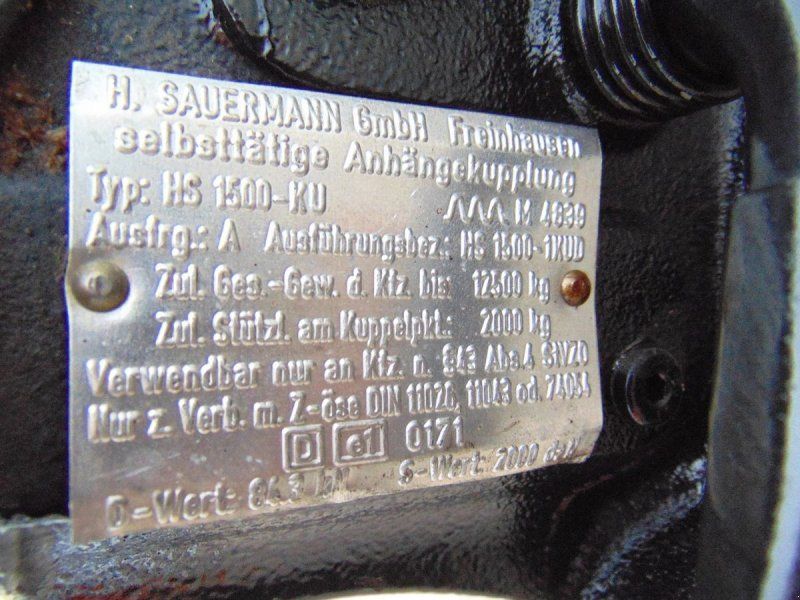 H. SAUERMANN GmbH Freinhausen
selbsttätige Anhängekupplung
Typ: HS 1500-KU M 4839
Ausfrg.: A Ausführungsbez.: HS 1500-1KUD
Zul. Ges.-Gew. d. Kfz. bis 12500 kg
Zul. Stützl. am Kuppelpkt.: 2000 kg
Verwendbar nur an Kfz n. §43 Abs.4 StVZO
Nur z. Verb. m. Z-öse DIN 11026, 11043 od. 74054
D e1 0171
D-Wert: 84.3 kN S-Wert: 2000 daN